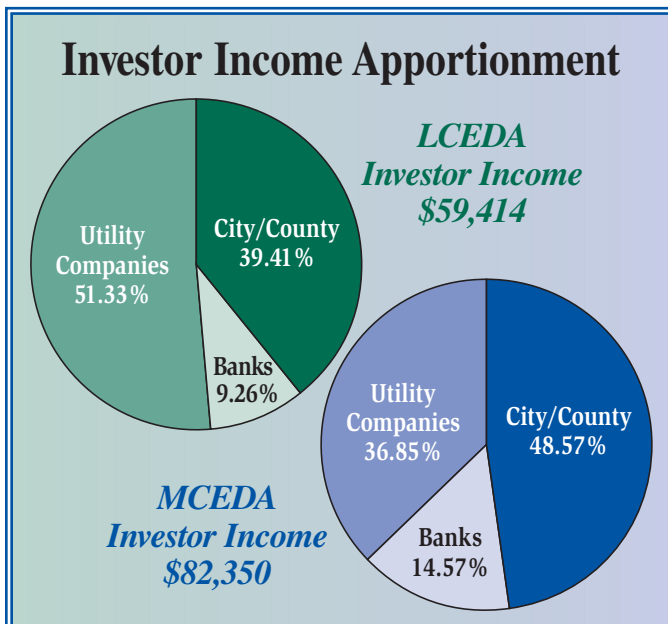 Investor Income Apportionment
LCEDA
Investor Income
$59,414
Utility
Companies
51.33%
City/County
39.41%
Banks
9.26%
Utility
Companies
36.85%
City/County
48.57%
Banks
14.57%
MCEDA
Investor Income
$82,350